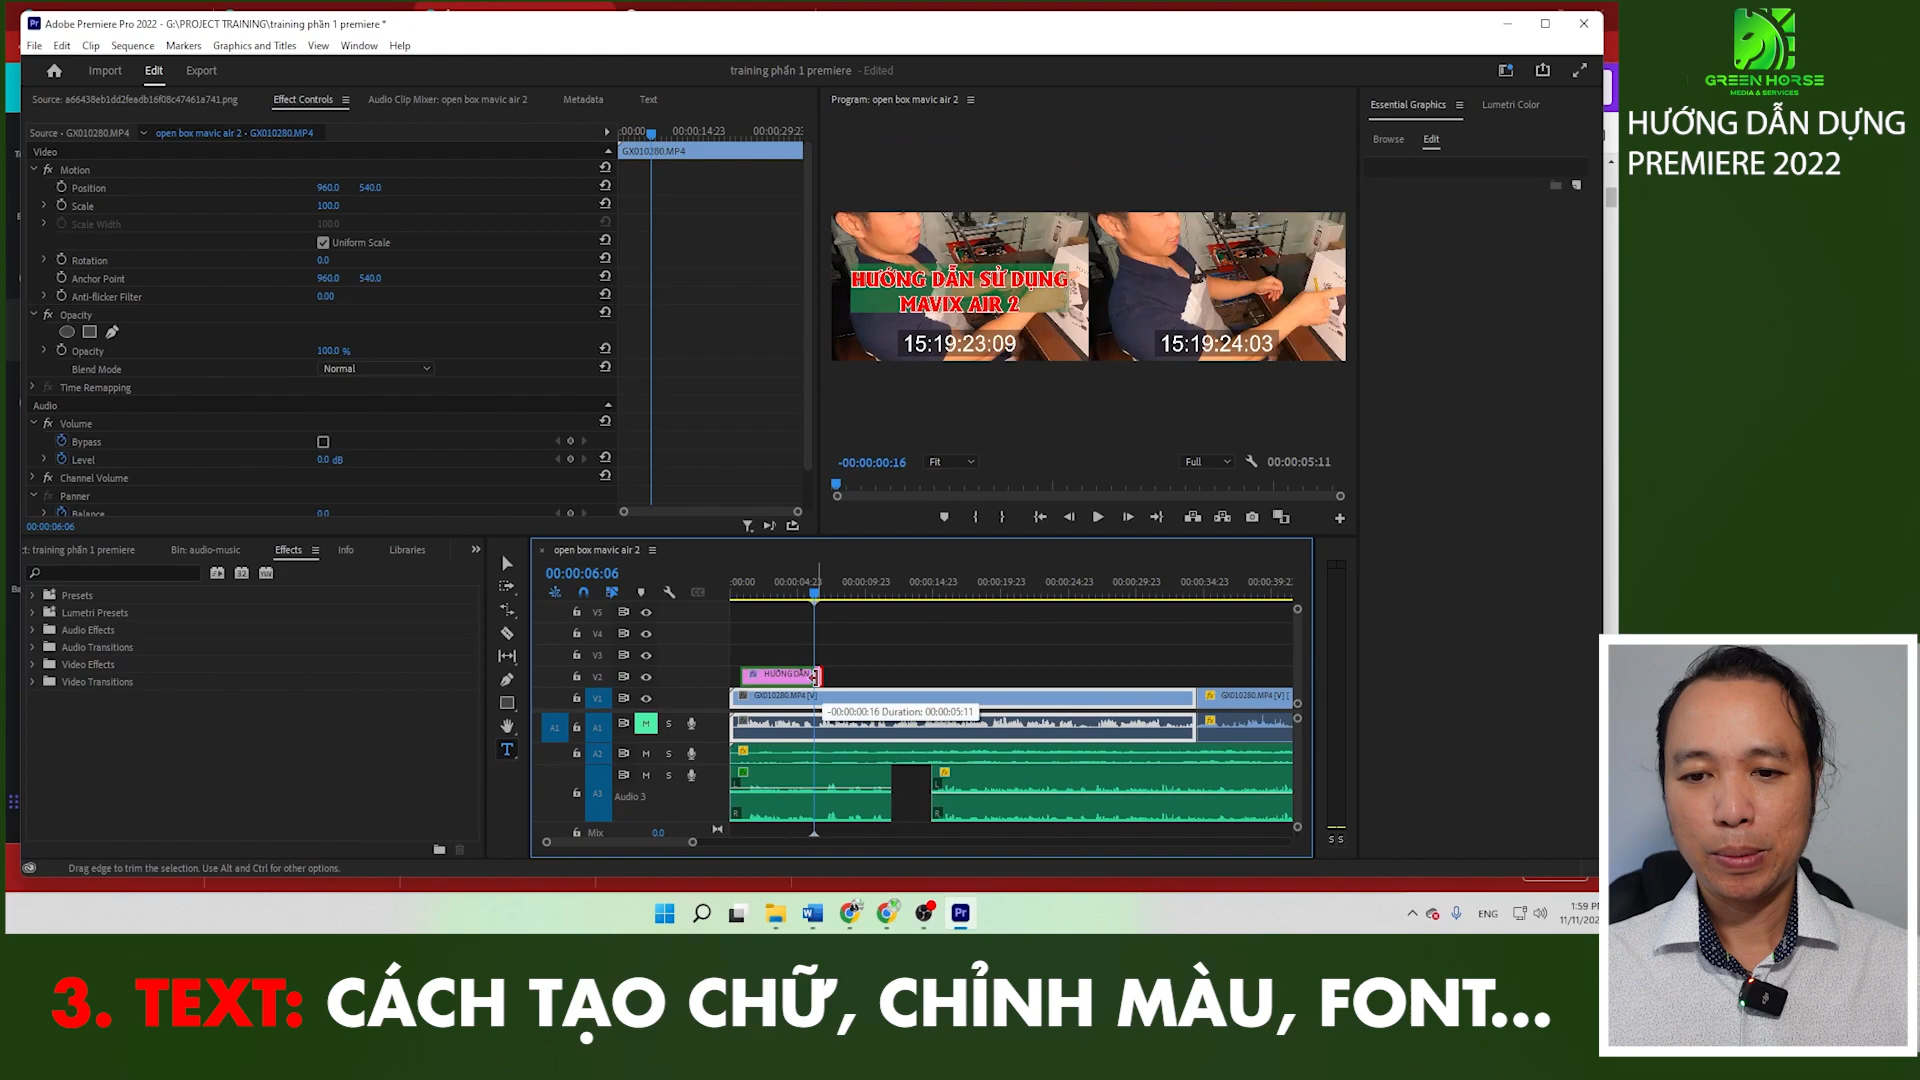 Adobe Premiere Pro 2022 - G:\PROJECT TRAINING\training phần 1 premiere *
File Edit Clip Sequence Markers Graphics and Titles View Window Help
Import Edit Export
training phần 1 premiere - Edited
Source: a66438eb1dd2feadb16f08c47461a741.png Effect Controls Audio Clip Mixer: open box mavic air 2 Metadata Text
Source - GX010280.MP4 open box mavic air 2 - GX010280.MP4
:00:00 00:00:14:23 00:00:29:23
Video
GX010280.MP4
fx Motion
Position 960.0 540.0
Scale 100.0
Scale Width 100.0
Uniform Scale
Rotation 0.0
Anchor Point 960.0 540.0
Anti-flicker Filter 0.00
fx Opacity
Opacity 100.0 %
Blend Mode Normal
Time Remapping
Audio
fx Volume
Bypass
Level 0.0 dB
fx Channel Volume
Panner
Balance 0.0
00:00:06:06
Program: open box mavic air 2
HƯỚNG DẪN SỬ DỤNG
MAVIX AIR 2
15:19:23:09 15:19:24:03
-00:00:00:16 Fit Full 00:00:05:11
Essential Graphics Lumetri Color
Browse Edit
GREEN HORSE
MEDIA & SERVICES
HƯỚNG DẪN DỰNG
PREMIERE 2022
ct: training phần 1 premiere Bin: audio-music Effects Info Libraries
Presets
Lumetri Presets
Audio Effects
Audio Transitions
Video Effects
Video Transitions
open box mavic air 2
00:00:06:06
:00:00 00:00:04:23 00:00:09:23 00:00:14:23 00:00:19:23 00:00:24:23 00:00:29:23 00:00:34:23 00:00:39:2
V5
V4
V3
V2 HƯỚNG DẪN
V1 GX010280.MP4 [V] GX010280.MP4 [V] [
-00:00:00:16 Duration: 00:00:05:11
A1 A1 M S
A2 M S
M S
A3 Audio 3
L L
R R
Mix 0.0
S S
Drag edge to trim the selection. Use Alt and Ctrl for other options.
ENG
1:59
11/11/202
3. TEXT: CÁCH TẠO CHỮ, CHỈNH MÀU, FONT...